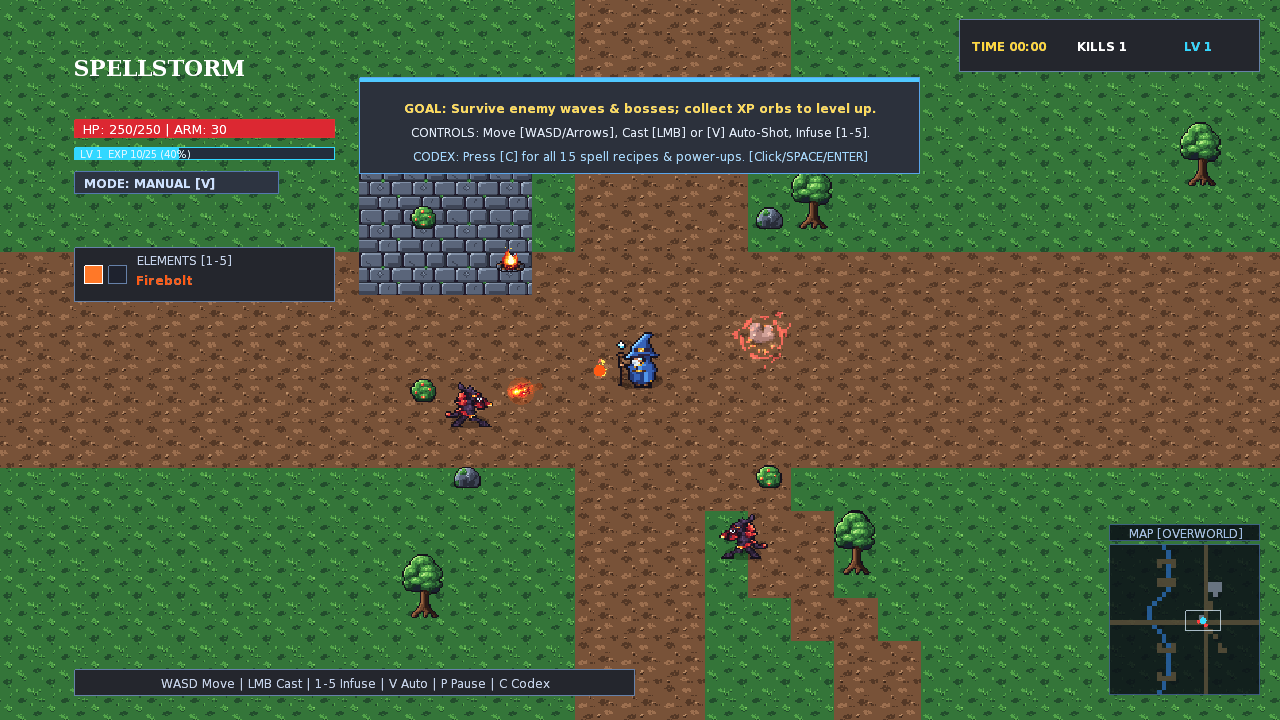 SPELLSTORM
TIME 00:00 KILLS 1 LV 1
GOAL: Survive enemy waves & bosses; collect XP orbs to level up.
CONTROLS: Move [WASD/Arrows], Cast [LMB] or [V] Auto-Shot, Infuse [1-5].
CODEX: Press [C] for all 15 spell recipes & power-ups. [Click/SPACE/ENTER]
HP: 250/250 | ARM: 30
LV 1 EXP 10/25 (40%)
MODE: MANUAL [V]
ELEMENTS [1-5]
Firebolt
MAP [OVERWORLD]
WASD Move | LMB Cast | 1-5 Infuse | V Auto | P Pause | C Codex